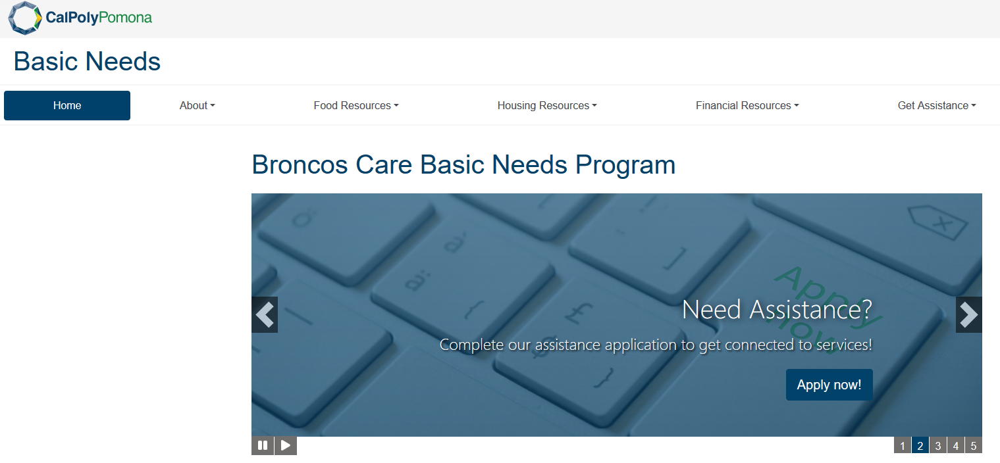 CalPolyPomona
Basic Needs
Home
About
Food Resources
Housing Resources
Financial Resources
Get Assistance
Broncos Care Basic Needs Program
ö
à
ä
{
[
!
¨
]
£
$
}
Apply
now
Need Assistance?
Complete our assistance application to get connected to services!
Apply now!
1 2 3 4 5